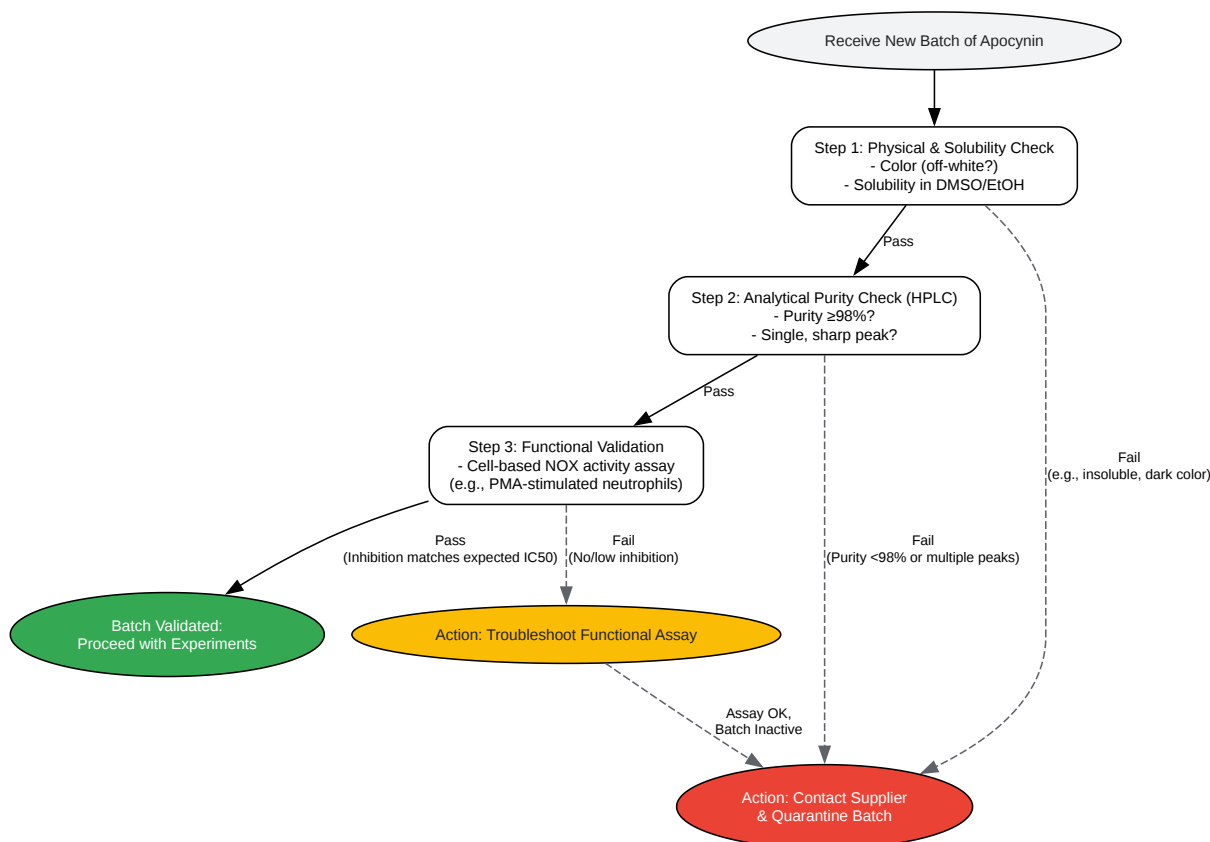 Receive New Batch of Apocynin
Step 1: Physical & Solubility Check
- Color (off-white?)
- Solubility in DMSO/EtOH
Pass
Step 2: Analytical Purity Check (HPLC)
- Purity ≥98%?
- Single, sharp peak?
Pass
Step 3: Functional Validation
- Cell-based NOX activity assay
(e.g., PMA-stimulated neutrophils)
Fail
(e.g., insoluble, dark color)
Pass
(Inhibition matches expected IC50)
Fail
(No/low inhibition)
Fail
(Purity <98% or multiple peaks)
Batch Validated:
Proceed with Experiments
Action: Troubleshoot Functional Assay
Assay OK,
Batch Inactive
Action: Contact Supplier
& Quarantine Batch